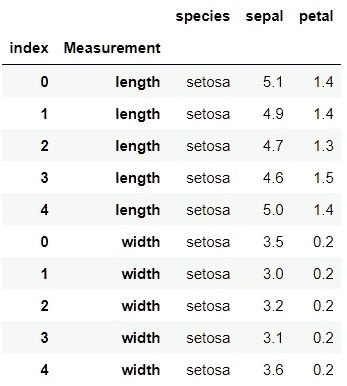 species sepal petal
index Measurement
0 length setosa 5.1 1.4
1 length setosa 4.9 1.4
2 length setosa 4.7 1.3
3 length setosa 4.6 1.5
4 length setosa 5.0 1.4
0 width setosa 3.5 0.2
1 width setosa 3.0 0.2
2 width setosa 3.2 0.2
3 width setosa 3.1 0.2
4 width setosa 3.6 0.2